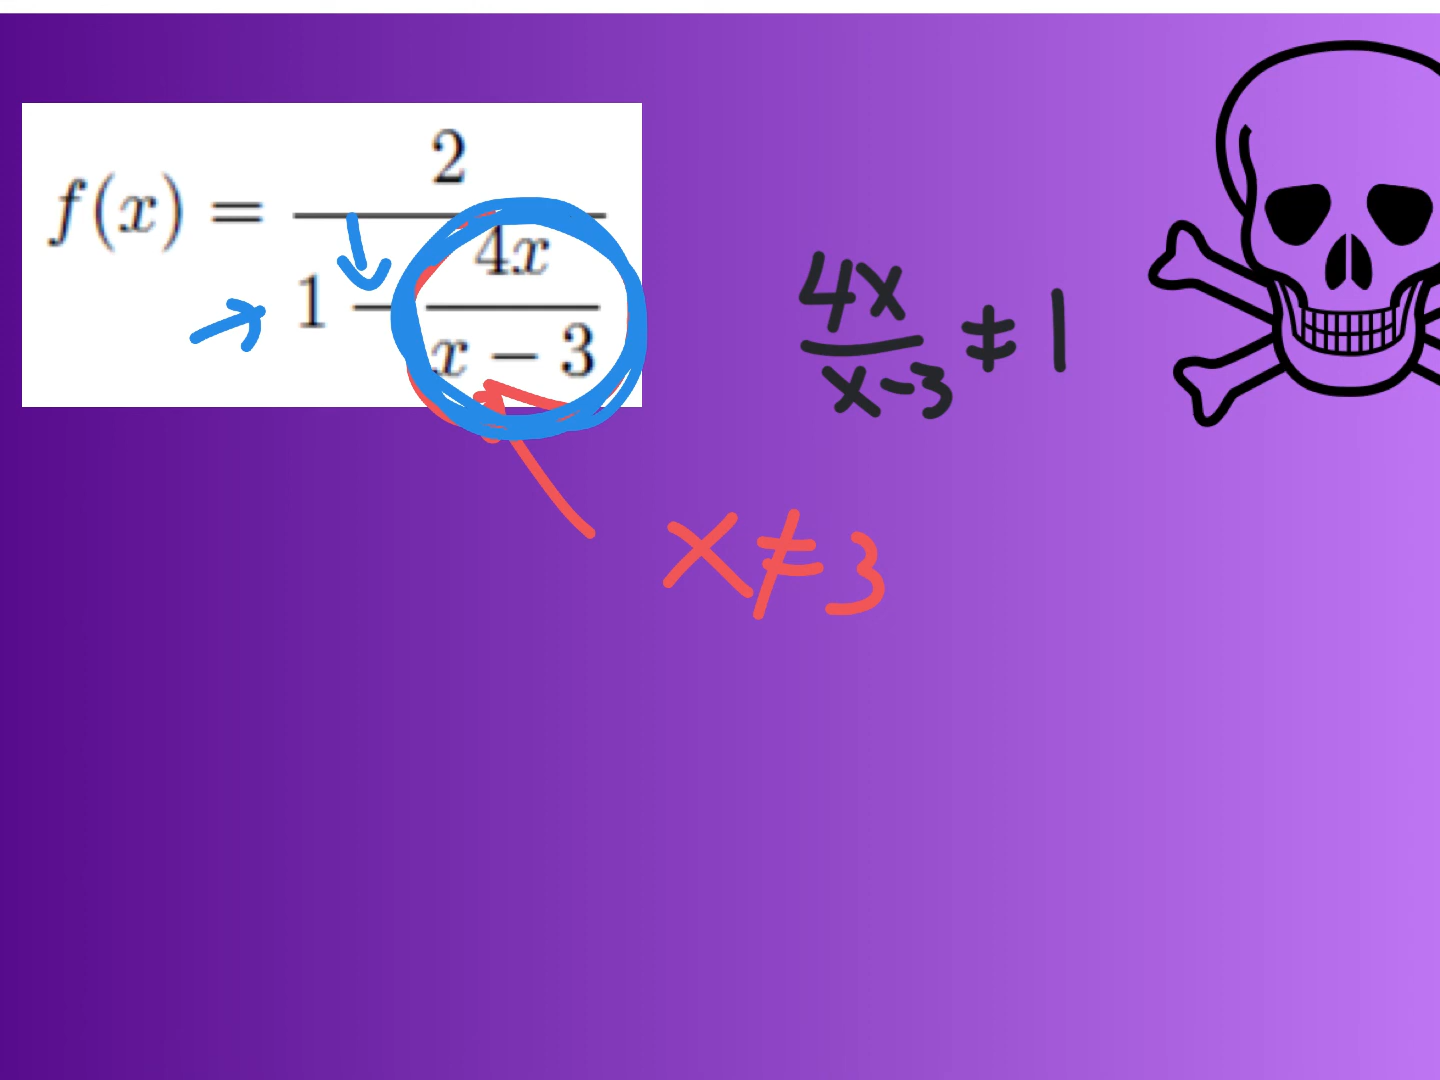 f(x) = 2 / (1 − 4x / (x − 3))
4x / (x-3) ≠ 1
x ≠ 3